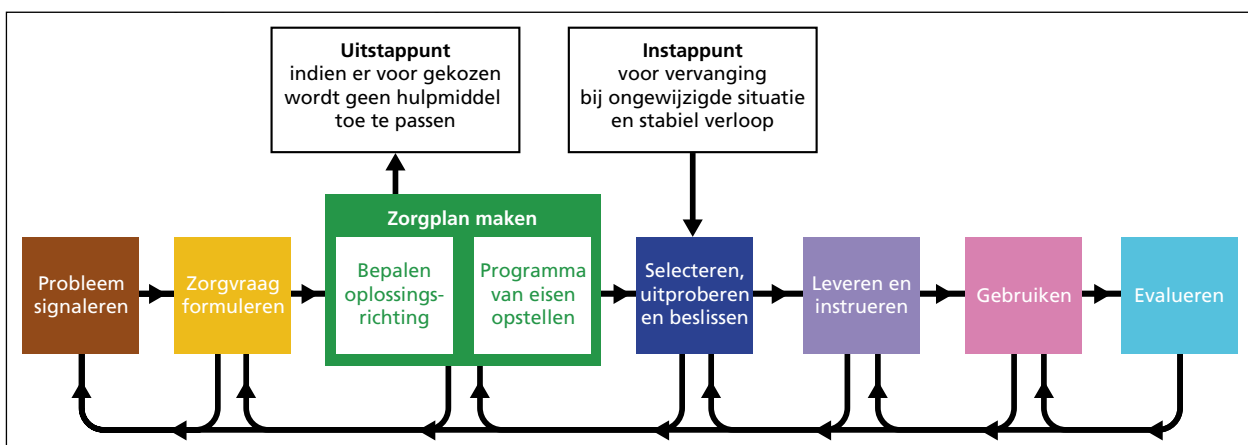 Uitstappunt
indien er voor gekozen
wordt geen hulpmiddel
toe te passen
Instappunt
voor vervanging
bij ongewijzigde situatie
en stabiel verloop
Probleem
signaleren
Zorgvraag
formuleren
Zorgplan maken
Bepalen
oplossings-
richting
Programma
van eisen
opstellen
Selecteren,
uitproberen
en beslissen
Leveren en
instrueren
Gebruiken
Evalueren